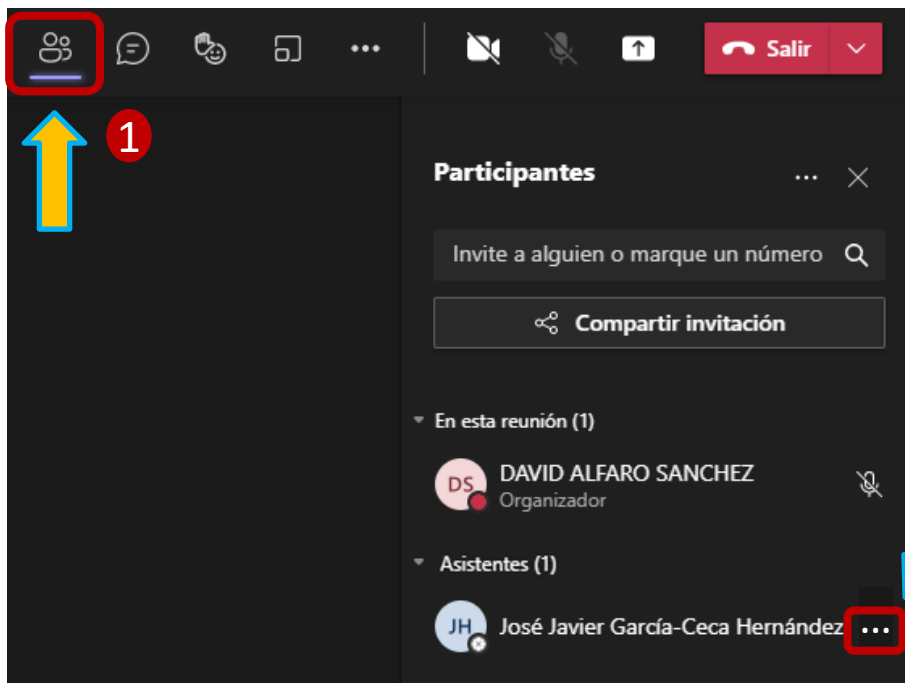 Salir
1
Participantes
Invite a alguien o marque un número
Compartir invitación
En esta reunión (1)
DS
DAVID ALFARO SANCHEZ
Organizador
Asistentes (1)
JH
José Javier García-Ceca Hernández